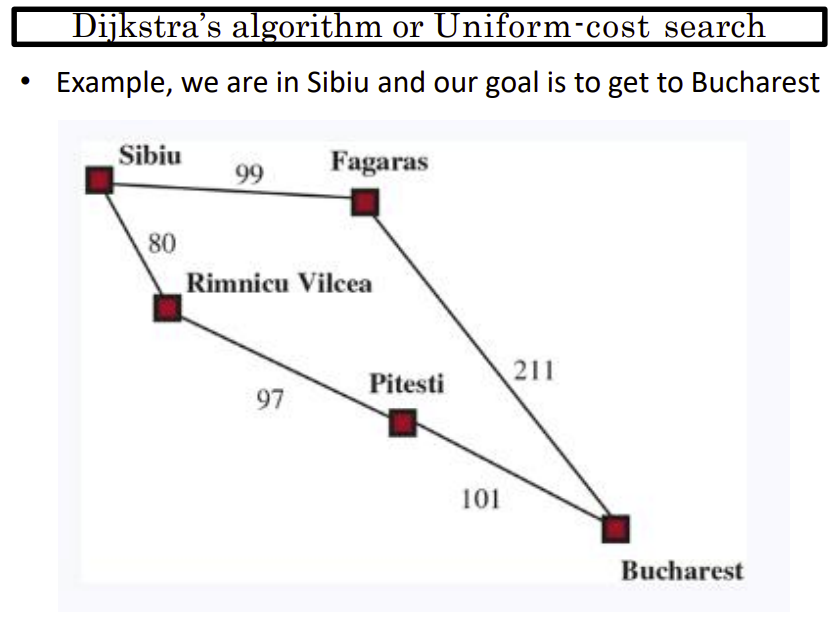 Dijkstra's algorithm or Uniform-cost search
• Example, we are in Sibiu and our goal is to get to Bucharest
Sibiu
99
Fagaras
80
Rimnicu Vilcea
211
Pitesti
97
101
Bucharest